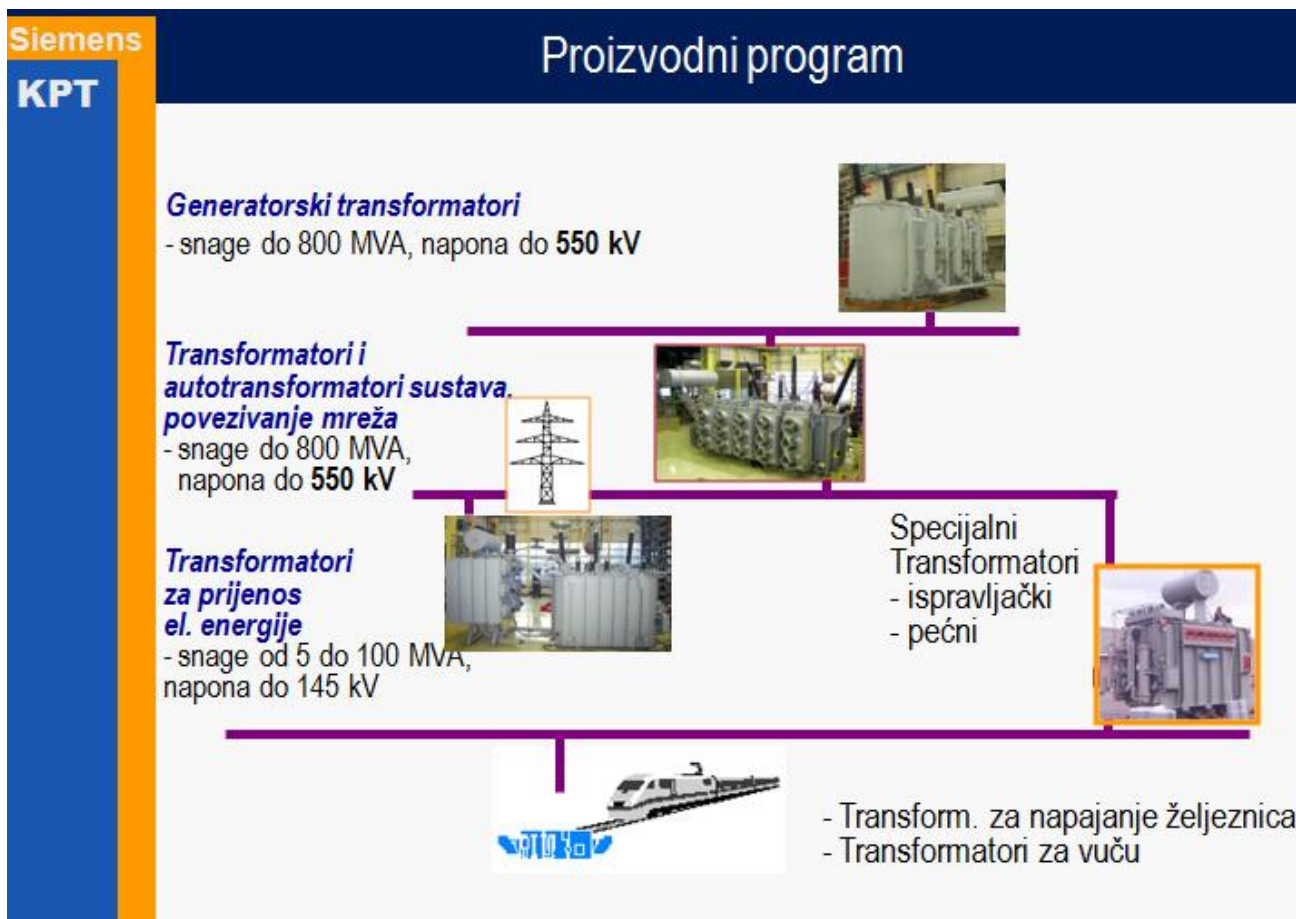 Siemens
KPT
Proizvodni program
Generatorski transformatori
- snage do 800 MVA, napona do 550 kV
Transformatori i
autotransformatori sustava,
povezivanje mreža
- snage do 800 MVA,
napona do 550 kV
Transformatori
za prijenos
el. energije
- snage od 5 do 100 MVA,
napona do 145 kV
Specijalni
Transformatori
- ispravljački
- pećni
- Transform. za napajanje željeznica
- Transformatori za vuču